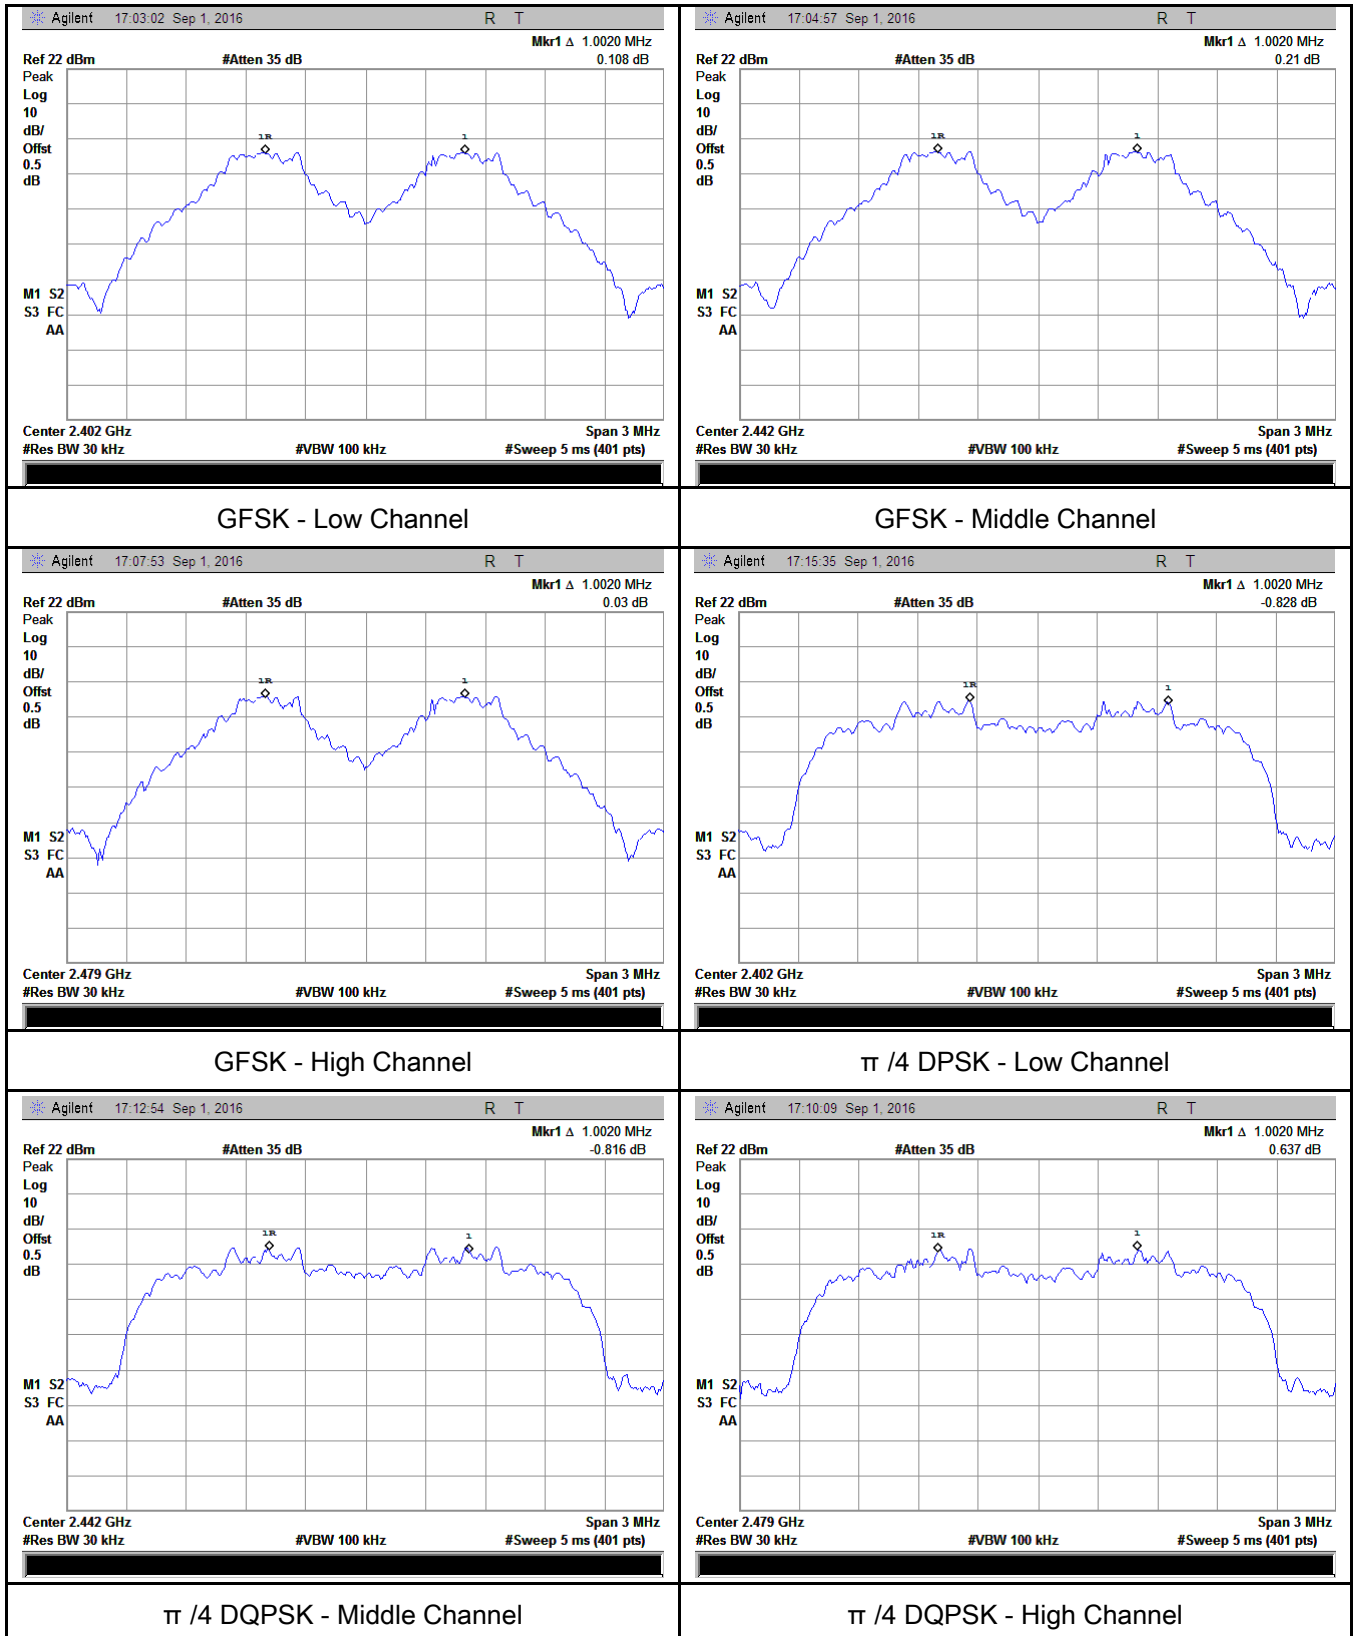 Agilent 17:03:02 Sep 1, 2016 R T
Mkr1 Δ 1.0020 MHz
Ref 22 dBm #Atten 35 dB 0.108 dB
Peak
Log
10
dB/
Offst
0.5
dB
1R 1
M1 S2
S3 FC
AA
Center 2.402 GHz Span 3 MHz
#Res BW 30 kHz #VBW 100 kHz #Sweep 5 ms (401 pts)
GFSK - Low Channel
Agilent 17:04:57 Sep 1, 2016 R T
Mkr1 Δ 1.0020 MHz
Ref 22 dBm #Atten 35 dB 0.21 dB
Peak
Log
10
dB/
Offst
0.5
dB
1R 1
M1 S2
S3 FC
AA
Center 2.442 GHz Span 3 MHz
#Res BW 30 kHz #VBW 100 kHz #Sweep 5 ms (401 pts)
GFSK - Middle Channel
Agilent 17:07:53 Sep 1, 2016 R T
Mkr1 Δ 1.0020 MHz
Ref 22 dBm #Atten 35 dB 0.03 dB
Peak
Log
10
dB/
Offst
0.5
dB
1R 1
M1 S2
S3 FC
AA
Center 2.479 GHz Span 3 MHz
#Res BW 30 kHz #VBW 100 kHz #Sweep 5 ms (401 pts)
GFSK - High Channel
Agilent 17:15:35 Sep 1, 2016 R T
Mkr1 Δ 1.0020 MHz
Ref 22 dBm #Atten 35 dB -0.828 dB
Peak
Log
10
dB/
Offst
0.5
dB
1R 1
M1 S2
S3 FC
AA
Center 2.402 GHz Span 3 MHz
#Res BW 30 kHz #VBW 100 kHz #Sweep 5 ms (401 pts)
π /4 DPSK - Low Channel
Agilent 17:12:54 Sep 1, 2016 R T
Mkr1 Δ 1.0020 MHz
Ref 22 dBm #Atten 35 dB -0.816 dB
Peak
Log
10
dB/
Offst
0.5
dB
1R 1
M1 S2
S3 FC
AA
Center 2.442 GHz Span 3 MHz
#Res BW 30 kHz #VBW 100 kHz #Sweep 5 ms (401 pts)
π /4 DQPSK - Middle Channel
Agilent 17:10:09 Sep 1, 2016 R T
Mkr1 Δ 1.0020 MHz
Ref 22 dBm #Atten 35 dB 0.637 dB
Peak
Log
10
dB/
Offst
0.5
dB
1R 1
M1 S2
S3 FC
AA
Center 2.479 GHz Span 3 MHz
#Res BW 30 kHz #VBW 100 kHz #Sweep 5 ms (401 pts)
π /4 DQPSK - High Channel